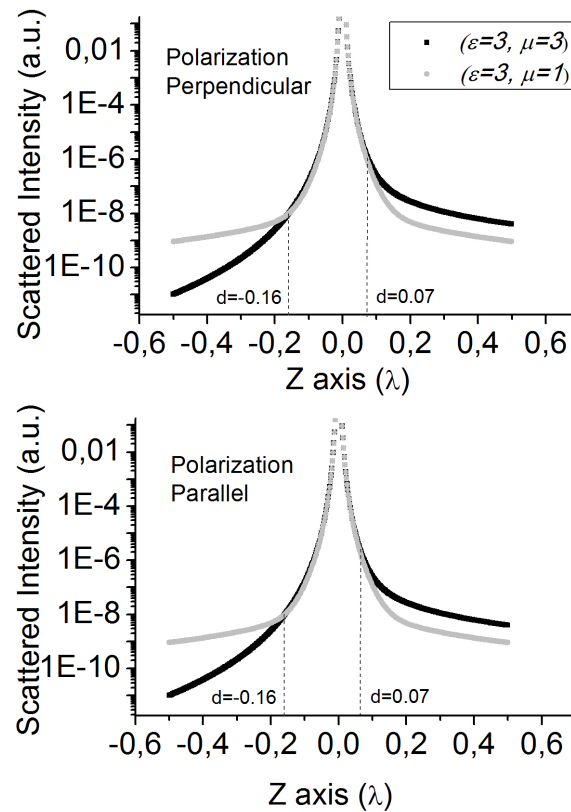 Scattered Intensity (a.u.)
0,01
1E-4
1E-6
1E-8
1E-10
Polarization
Perpendicular
(ε=3, μ=3)
(ε=3, μ=1)
d=-0.16
d=0.07
-0,6 -0,4 -0,2 0,0 0,2 0,4 0,6
Z axis (λ)
Scattered Intensity (a.u.)
0,01
1E-4
1E-6
1E-8
1E-10
Polarization
Parallel
d=-0.16
d=0.07
-0,6 -0,4 -0,2 0,0 0,2 0,4 0,6
Z axis (λ)